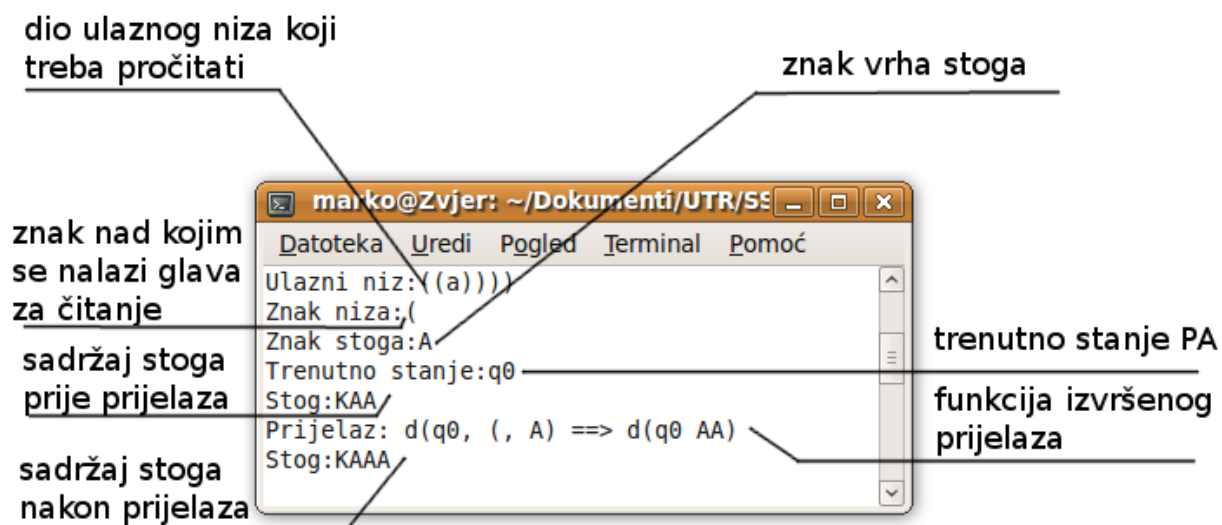 dio ulaznog niza koji
treba pročitati
znak vrha stoga
marko@Zvjer: ~/Dokumenti/UTR/SS
Datoteka Uredi Pogled Terminal Pomoć
znak nad kojim
se nalazi glava
za čitanje
Ulazni niz:((a))))
Znak niza:(
Znak stoga:A
Trenutno stanje:q0
Stog:KAA
Prijelaz: d(q0, (, A) ==> d(q0 AA)
Stog:KAAA
sadržaj stoga
prije prijelaza
trenutno stanje PA
funkcija izvršenog
prijelaza
sadržaj stoga
nakon prijelaza